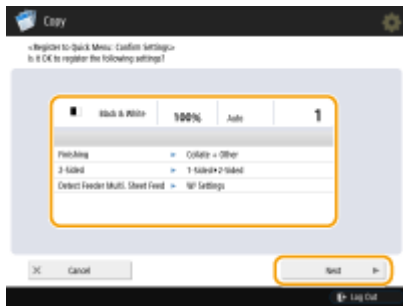 Copy
<Register to Quick Menu: Confirm Settings>
Is it OK to register the following settings?
Black & White 100% Auto 1
Finishing ► Collate + Other
2-Sided ► 1-Sided►2-Sided
Detect Feeder Multi. Sheet Feed ► W/ Settings
× Cancel
Next ►
Log Out